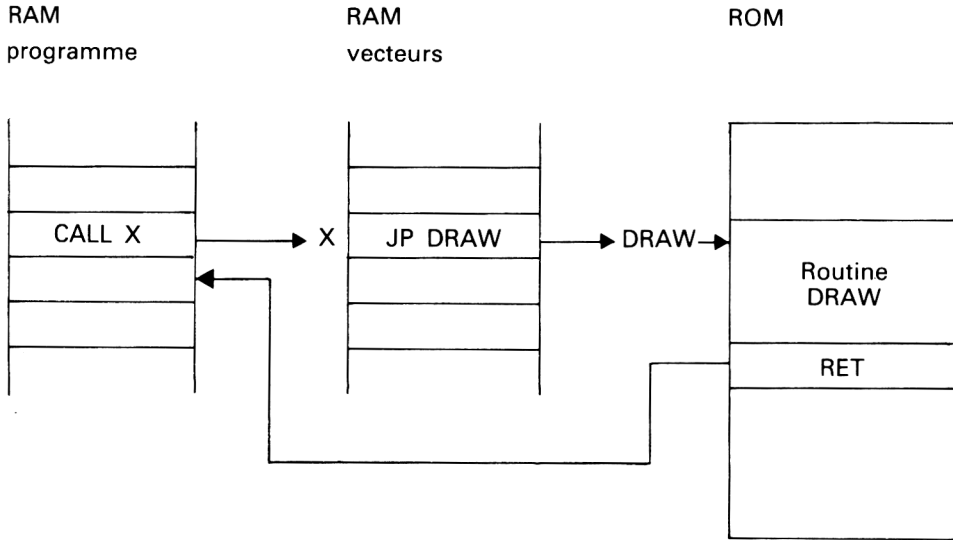 RAM
programme
RAM
vecteurs
ROM
CALL X
X
JP DRAW
DRAW
Routine
DRAW
RET